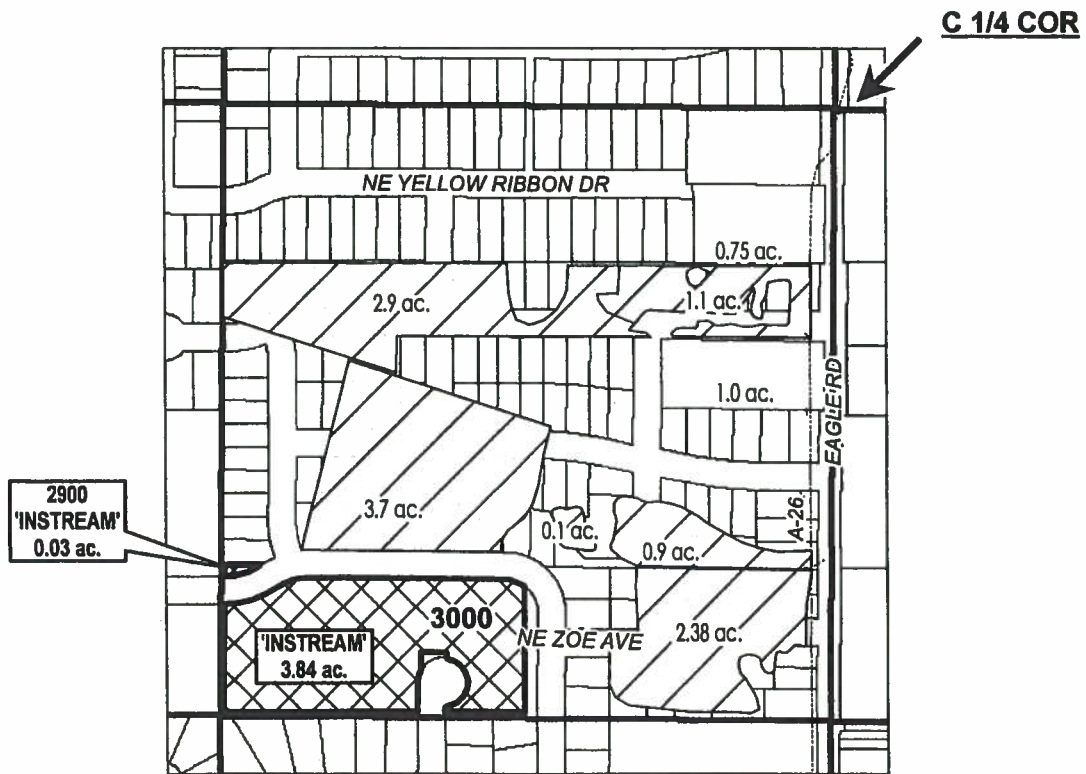 C 1/4 COR
NE YELLOW RIBBON DR
0.75 ac.
2.9 ac.
1.1 ac.
1.0 ac.
EAGLE RD
2900
'INSTREAM'
0.03 ac.
3.7 ac.
0.1 ac.
0.9 ac.
A-26.
3000
NE ZOE AVE
2.38 ac.
'INSTREAM'
3.84 ac.